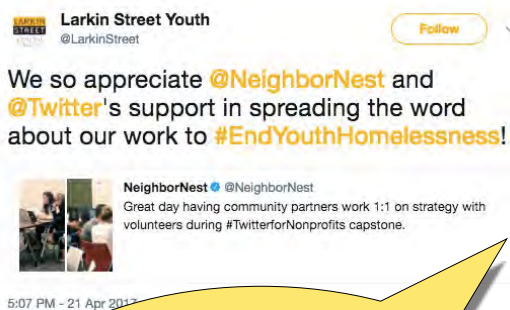 LARKIN
STREET
YOUTH
Larkin Street Youth
@LarkinStreet
Follow
We so appreciate @NeighborNest and
@Twitter's support in spreading the word
about our work to #EndYouthHomelessness!
NeighborNest @NeighborNest
Great day having community partners work 1:1 on strategy with
volunteers during #TwitterforNonprofits capstone.
5:07 PM - 21 Apr 2017